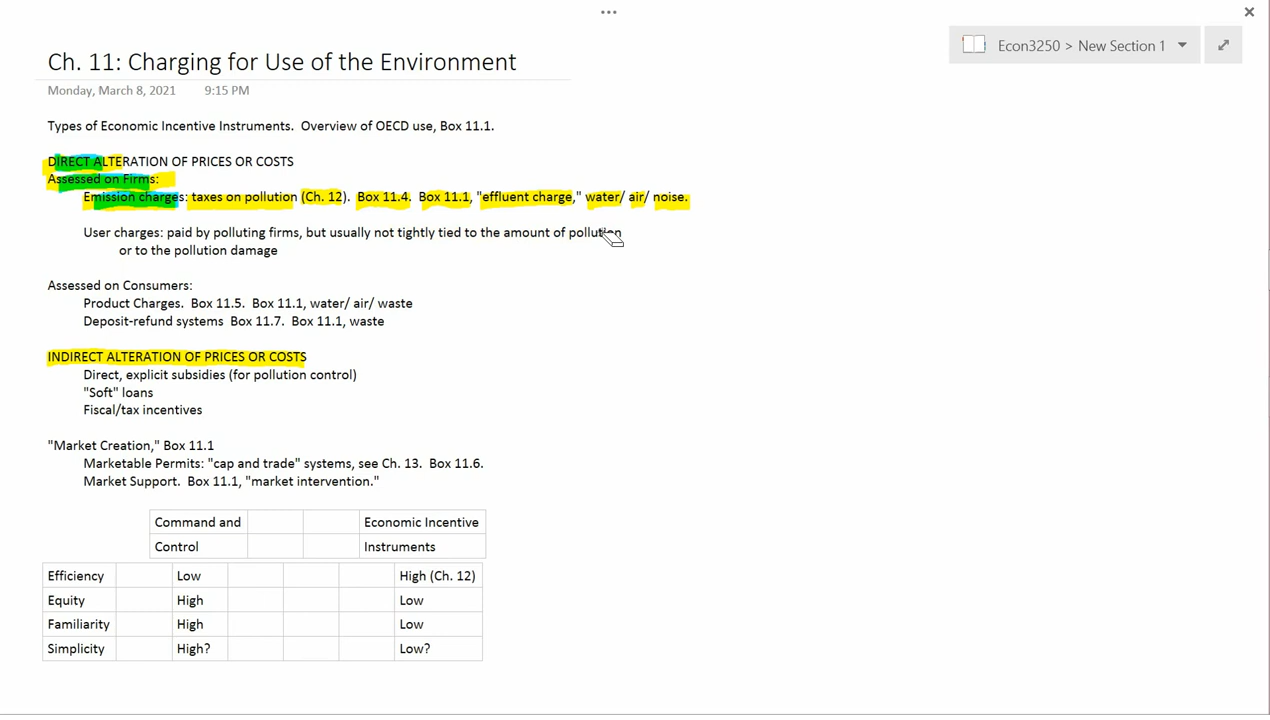 Ch. 11: Charging for Use of the Environment
Econ3250 > New Section 1
Monday, March 8, 2021 9:15 PM
Types of Economic Incentive Instruments. Overview of OECD use, Box 11.1.
DIRECT ALTERATION OF PRICES OR COSTS
Assessed on Firms:
Emission charges: taxes on pollution (Ch. 12). Box 11.4. Box 11.1, "effluent charge," water/ air/ noise.
User charges: paid by polluting firms, but usually not tightly tied to the amount of pollution
or to the pollution damage
Assessed on Consumers:
Product Charges. Box 11.5. Box 11.1, water/ air/ waste
Deposit-refund systems Box 11.7. Box 11.1, waste
INDIRECT ALTERATION OF PRICES OR COSTS
Direct, explicit subsidies (for pollution control)
"Soft" loans
Fiscal/tax incentives
"Market Creation," Box 11.1
Marketable Permits: "cap and trade" systems, see Ch. 13. Box 11.6.
Market Support. Box 11.1, "market intervention."
Command and Economic Incentive
Control Instruments
Efficiency Low High (Ch. 12)
Equity High Low
Familiarity High Low
Simplicity High? Low?